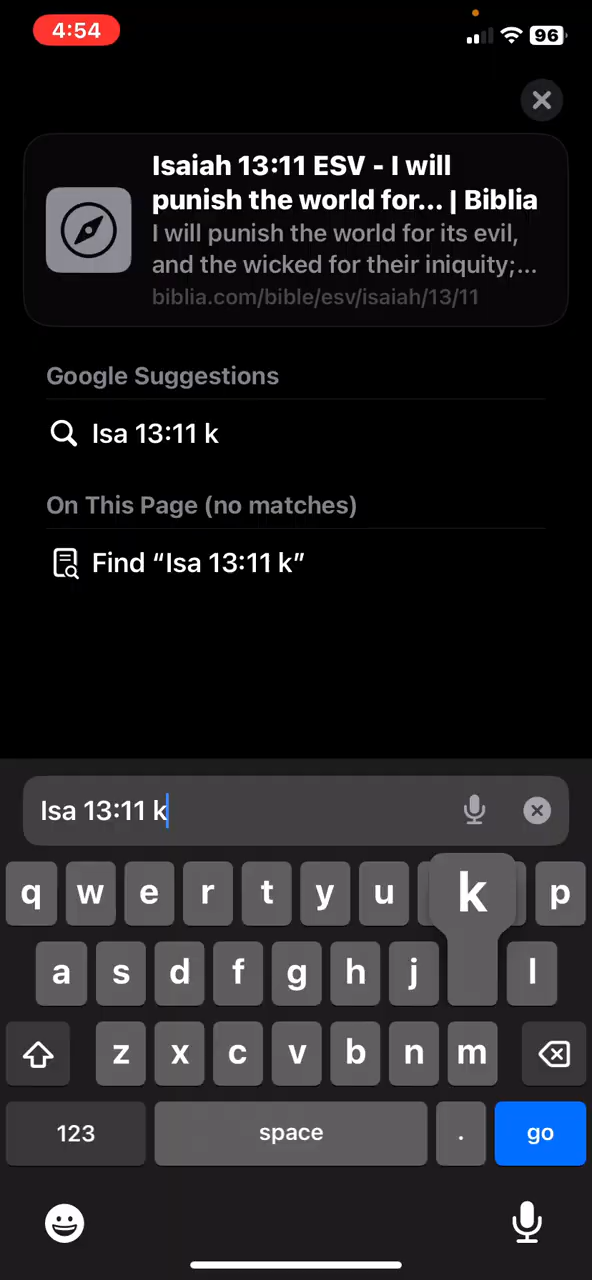 4:54
96
Isaiah 13:11 ESV - I will
punish the world for... | Biblia
I will punish the world for its evil,
and the wicked for their iniquity;...
biblia.com/bible/esv/isaiah/13/11
Google Suggestions
Isa 13:11 k
On This Page (no matches)
Find “Isa 13:11 k”
Isa 13:11 k
q w e r t y u k p
a s d f g h j l
z x c v b n m
123 space . go